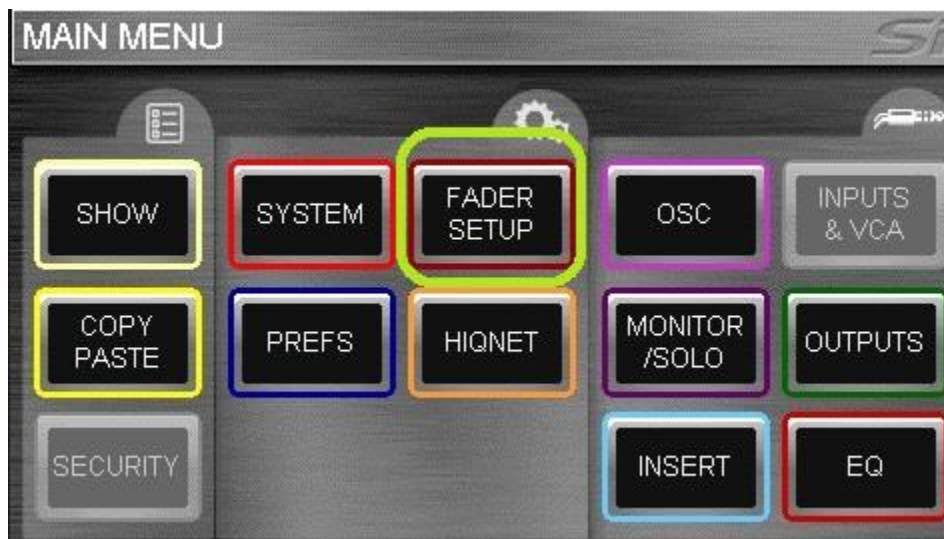 MAIN MENU
SHOW
SYSTEM
FADER
SETUP
OSC
INPUTS
& VCA
COPY
PASTE
PREFS
HIQNET
MONITOR
/SOLO
OUTPUTS
SECURITY
INSERT
EQ